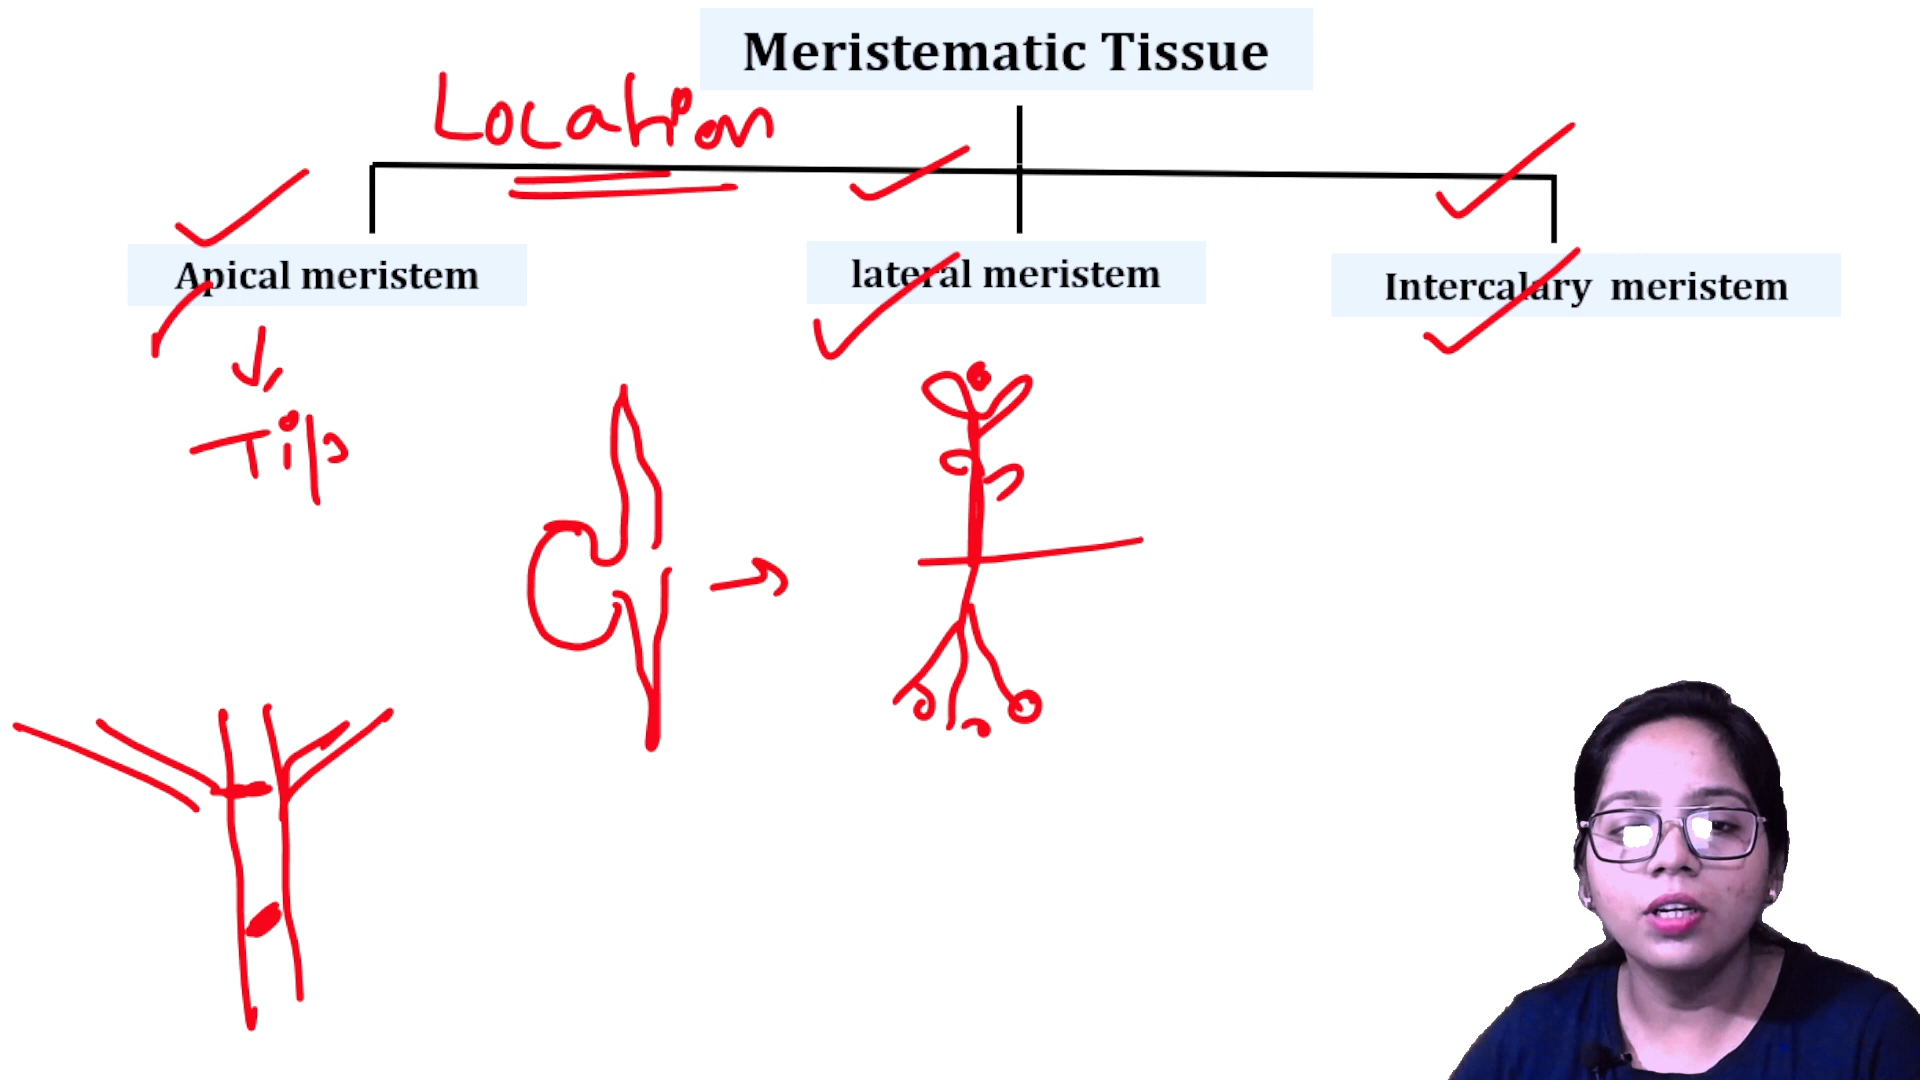 Meristematic Tissue
Location
Apical meristem
lateral meristem
Intercalary meristem
Tip